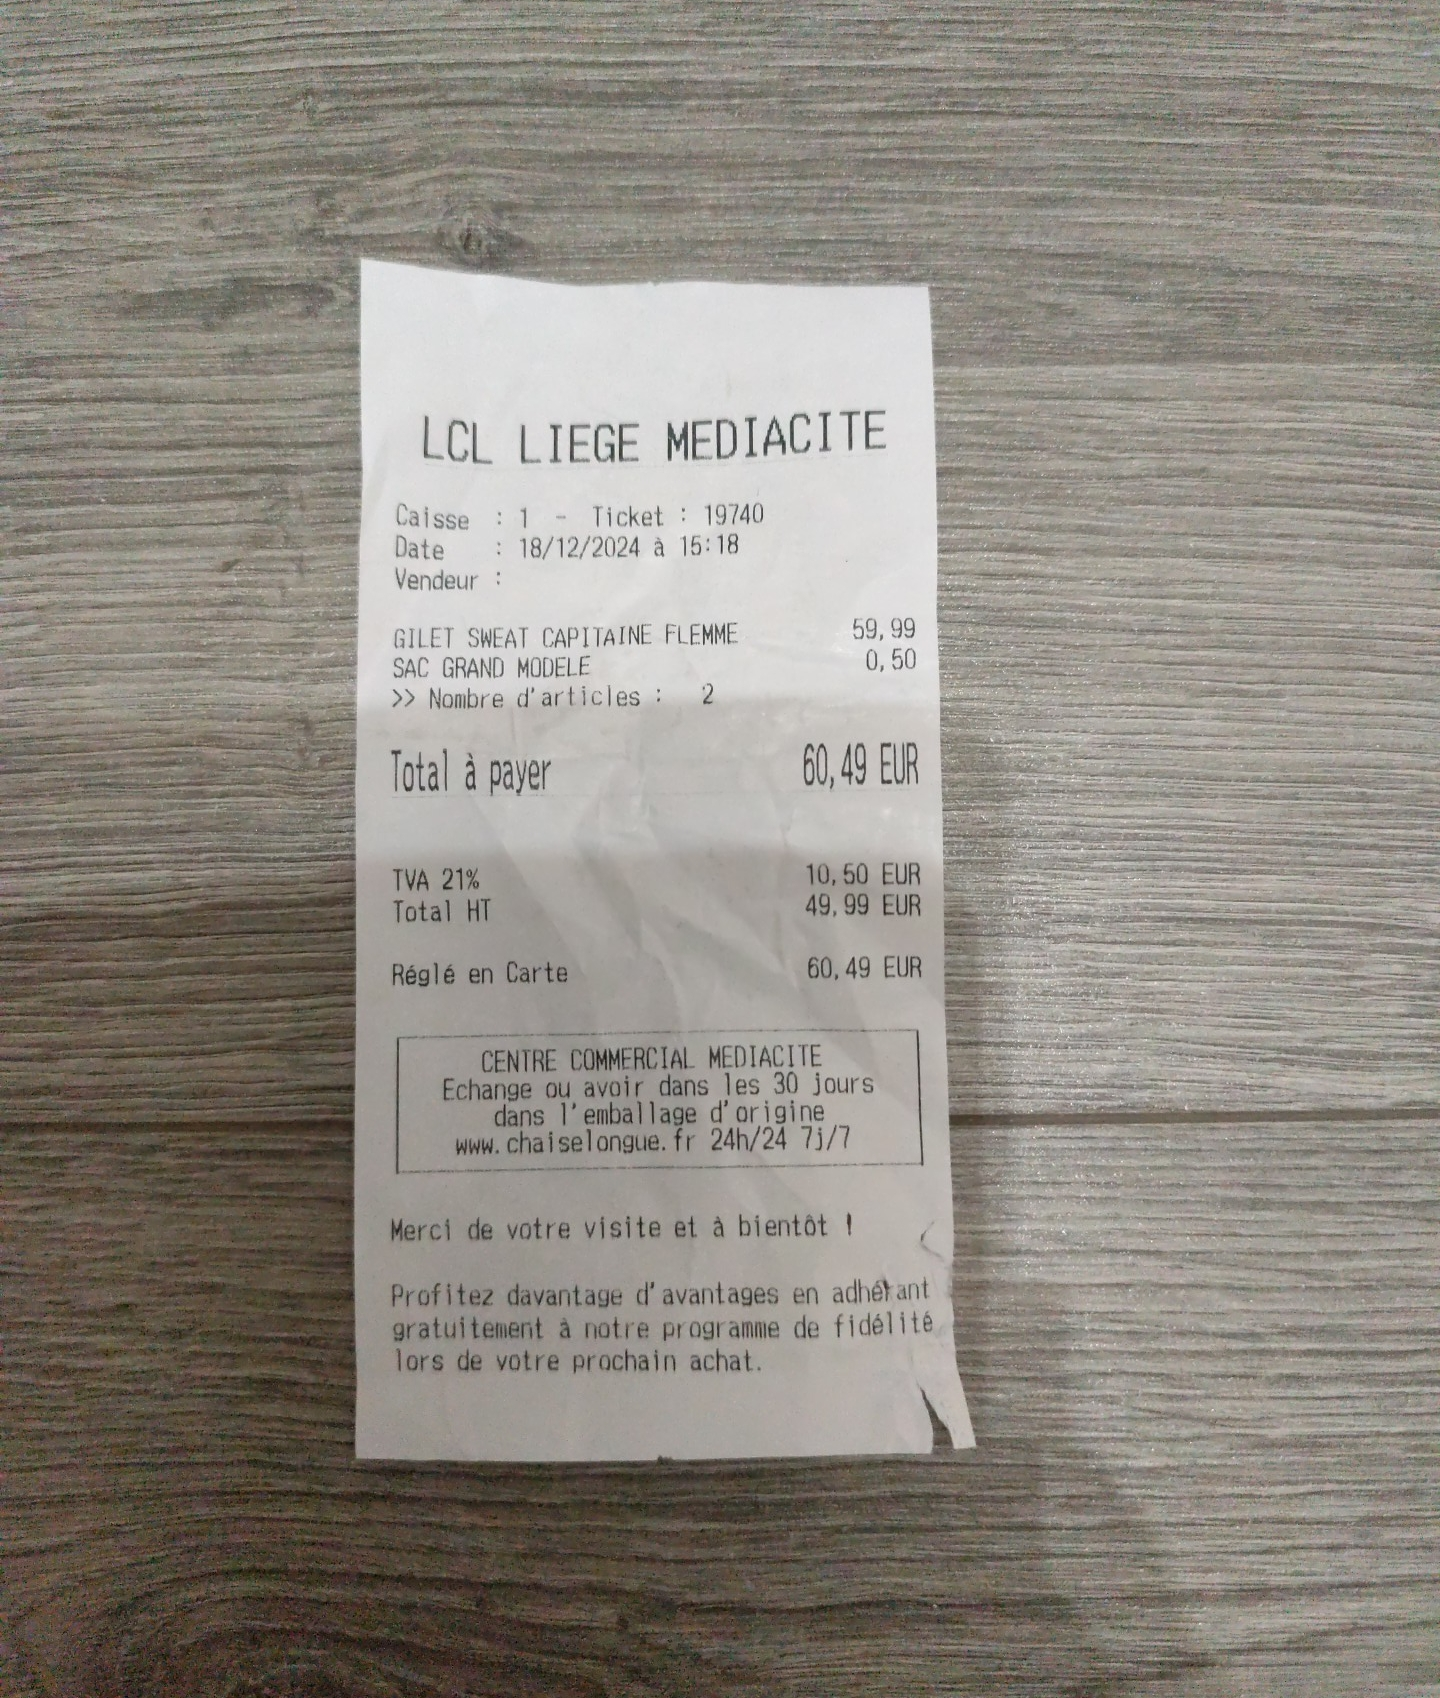 LCL LIEGE MEDIACITE
Caisse : 1 - Ticket : 19740
Date : 18/12/2024 à 15:18
Vendeur :
GILET SWEAT CAPITAINE FLEMME 59,99
SAC GRAND MODELE 0,50
>> Nombre d'articles : 2
Total à payer 60,49 EUR
TVA 21% 10,50 EUR
Total HT 49,99 EUR
Réglé en Carte 60,49 EUR
CENTRE COMMERCIAL MEDIACITE
Echange ou avoir dans les 30 jours
dans l'emballage d'origine
www.chaiselongue.fr 24h/24 7j/7
Merci de votre visite et à bientôt !
Profitez davantage d'avantages en adhérant
gratuitement à notre programme de fidélité
lors de votre prochain achat.